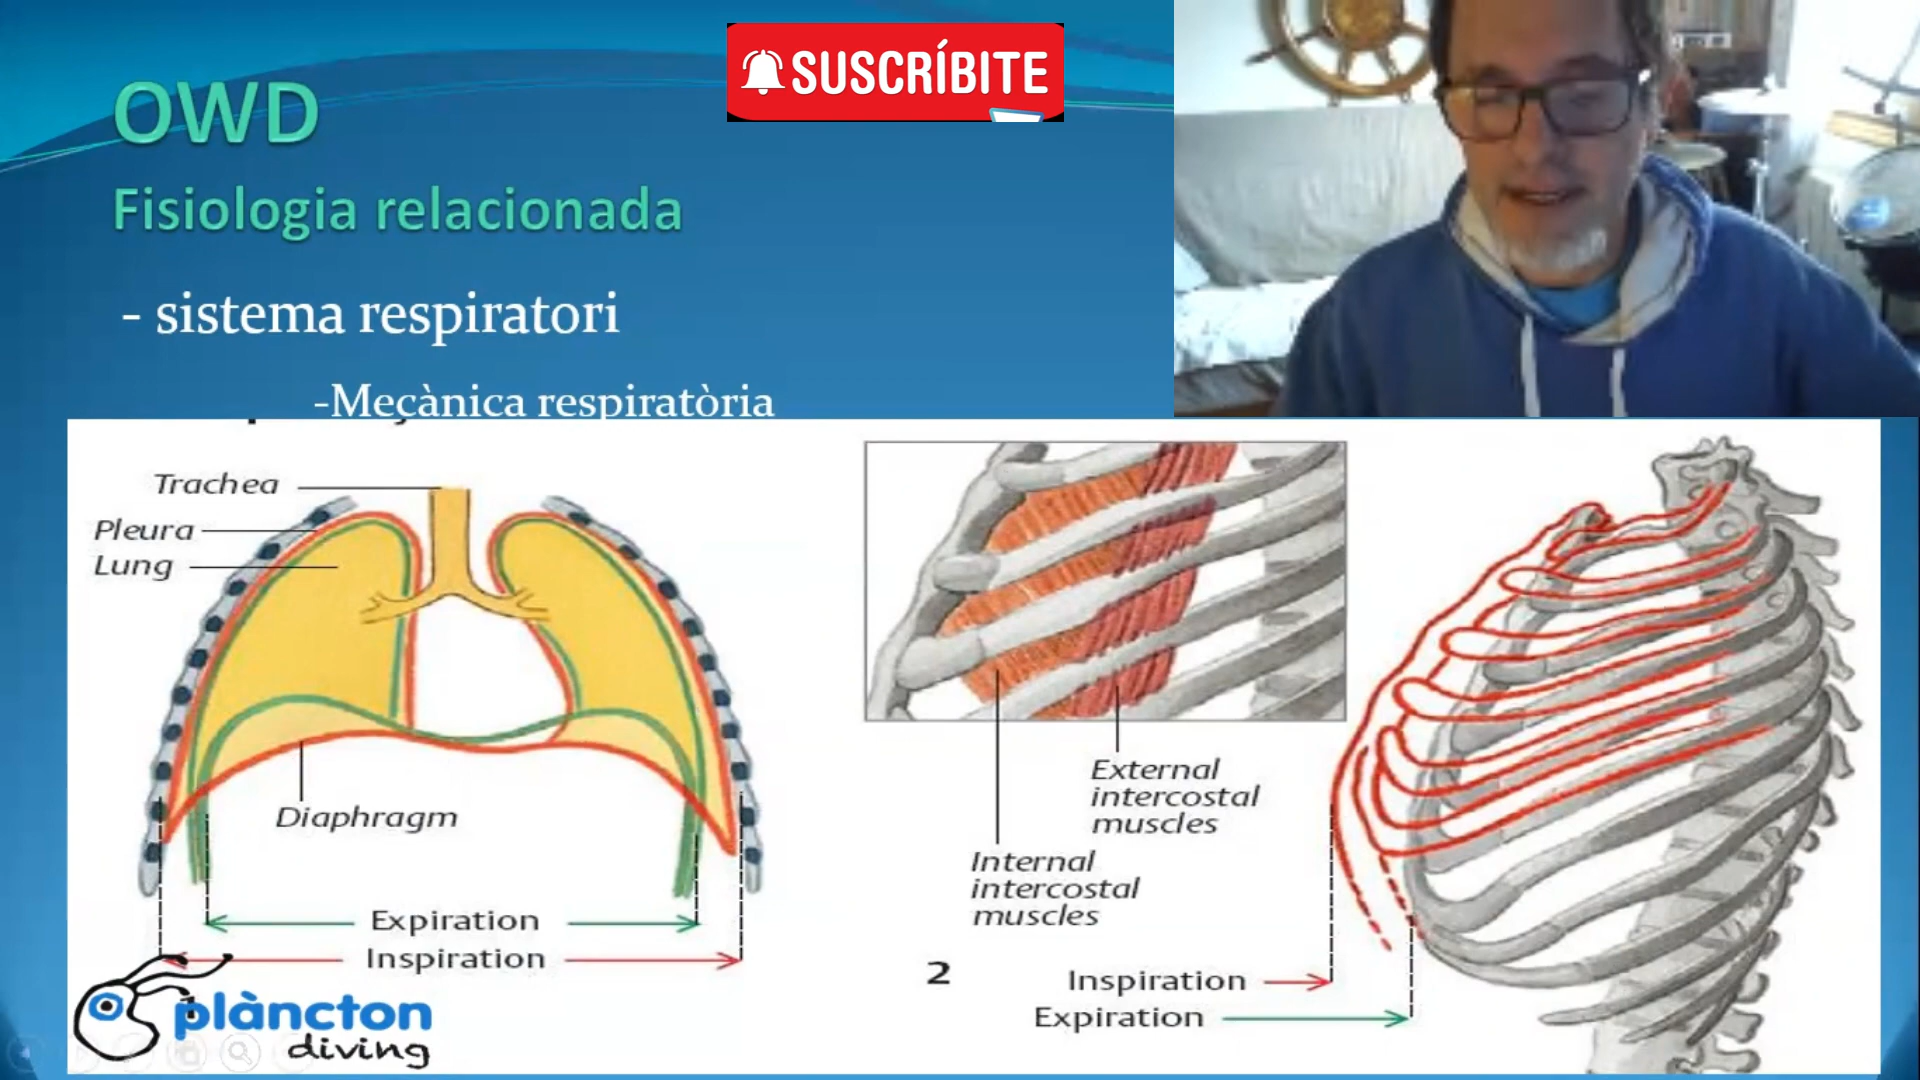 SUSCRÍBITE
OWD
Fisiologia relacionada
- sistema respiratori
-Meçànica respiratòria
Trachea
Pleura
Lung
Diaphragm
Expiration
Inspiration
External
intercostal
muscles
Internal
intercostal
muscles
2
Inspiration
Expiration
plàncton
diving